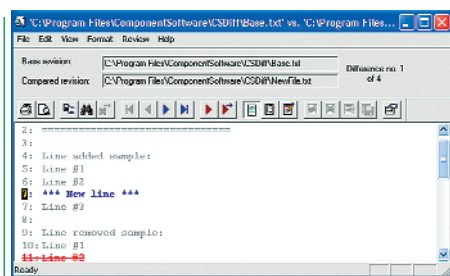 'C:\Program Files\ComponentSoftware\CSDiff\Base.txt' vs. 'C:\Program Files...
File Edit View Format Review Help
Base revision: C:\Program Files\ComponentSoftware\CSDiff\Base.txt
Difference no. 1
Compared revision: C:\Program Files\ComponentSoftware\CSDiff\NewFile.txt
of 4
2: ===============================
3:
4: Line added sample:
5: Line #1
6: Line #2
7: *** New line ***
7: Line #3
8:
9: Line removed sample:
10: Line #1
11: Line #2
Ready